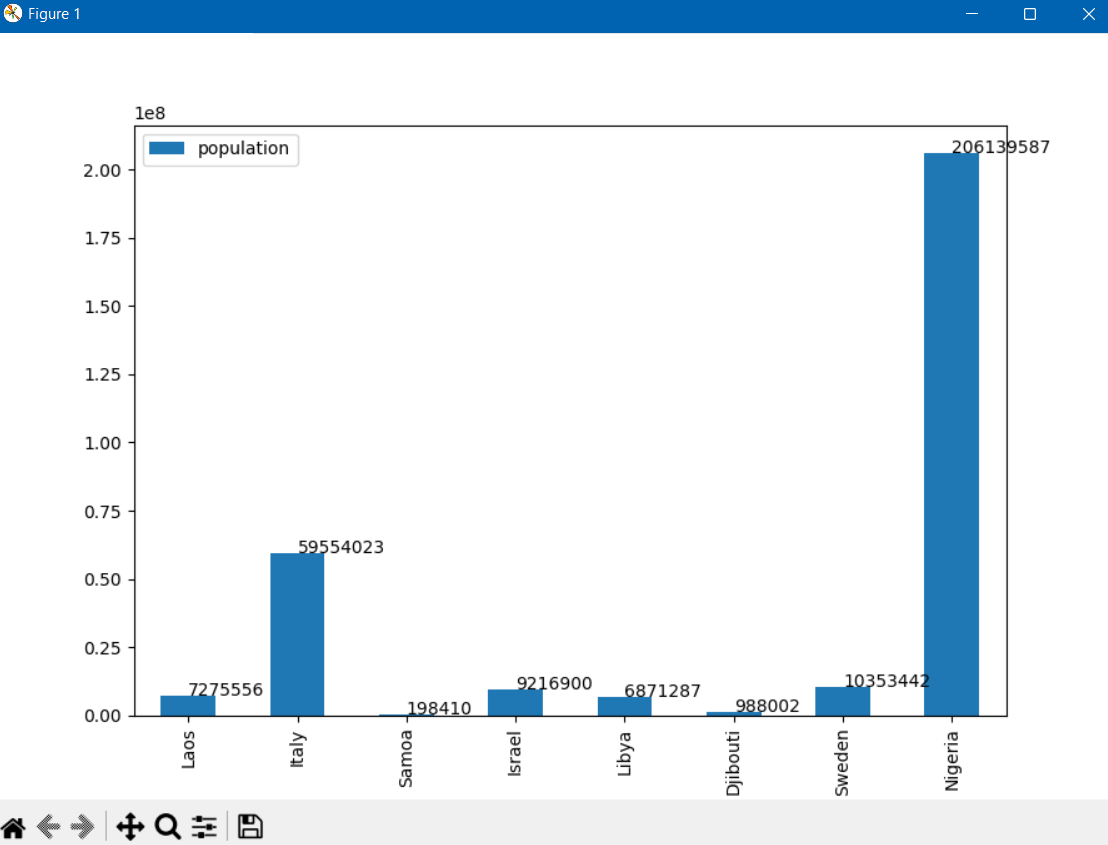 Figure 1
1e8
population
206139587
2.00
1.75
1.50
1.25
1.00
0.75
59554023
0.50
0.25
7275556
198410
9216900
6871287
988002
10353442
0.00
Laos
Italy
Samoa
Israel
Libya
Djibouti
Sweden
Nigeria